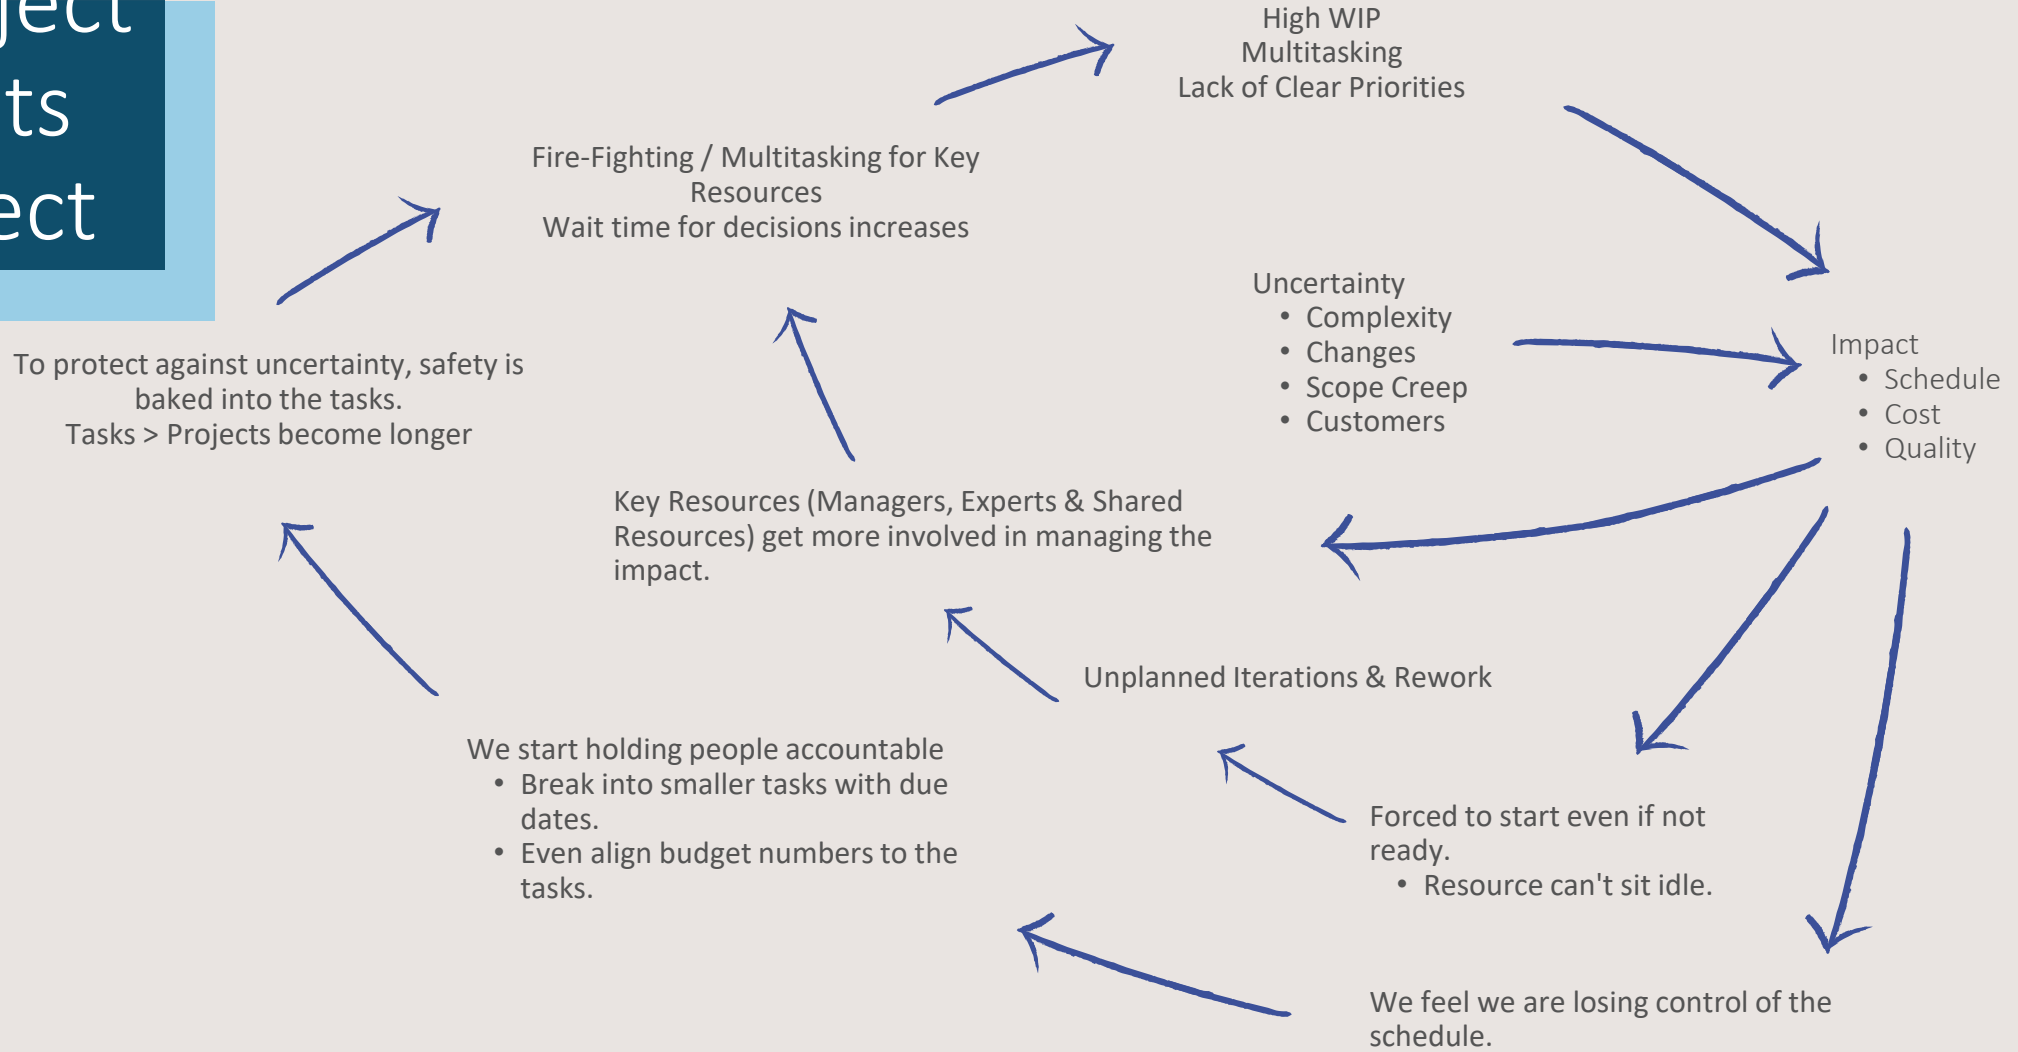 ts
High WIP
Multitasking
Lack of Clear Priorities
Fire-Fighting / Multitasking for Key
Resources
Wait time for decisions increases
Uncertainty
• Complexity
• Changes
• Scope Creep
• Customers
Impact
• Schedule
• Cost
• Quality
To protect against uncertainty, safety is
baked into the tasks.
Tasks > Projects become longer
Key Resources (Managers, Experts & Shared
Resources) get more involved in managing the
impact.
Unplanned Iterations & Rework
We start holding people accountable
• Break into smaller tasks with due
dates.
• Even align budget numbers to the
tasks.
Forced to start even if not
ready.
• Resource can't sit idle.
We feel we are losing control of the
schedule.